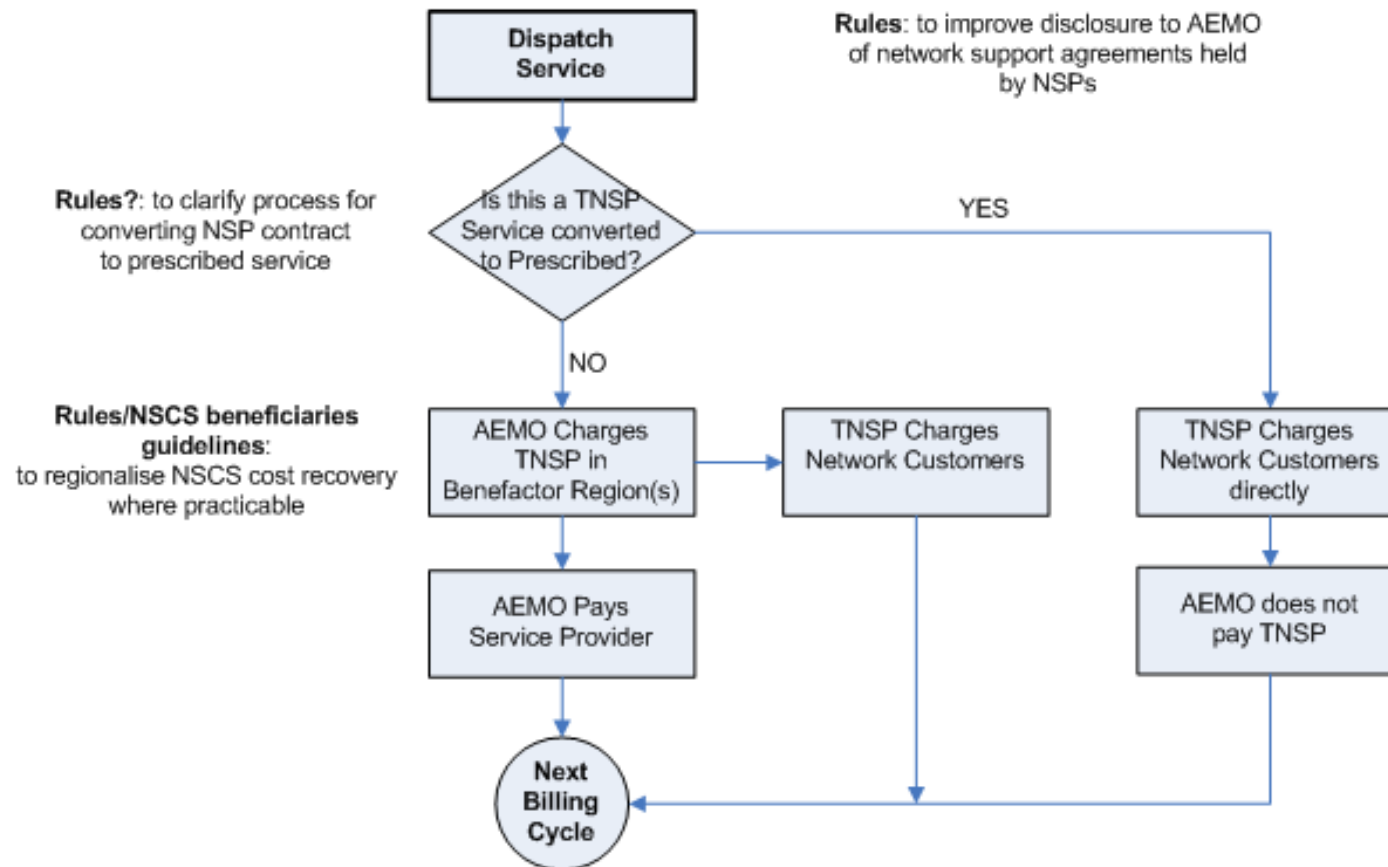 Dispatch
Service
Rules: to improve disclosure to AEMO
of network support agreements held
by NSPs
Rules?: to clarify process for
converting NSP contract
to prescribed service
Is this a TNSP
Service converted
to Prescribed?
YES
NO
Rules/NSCS beneficiaries
guidelines:
to regionalise NSCS cost recovery
where practicable
AEMO Charges
TNSP in
Benefactor Region(s)
TNSP Charges
Network Customers
TNSP Charges
Network Customers
directly
AEMO Pays
Service Provider
AEMO does not
pay TNSP
Next
Billing
Cycle